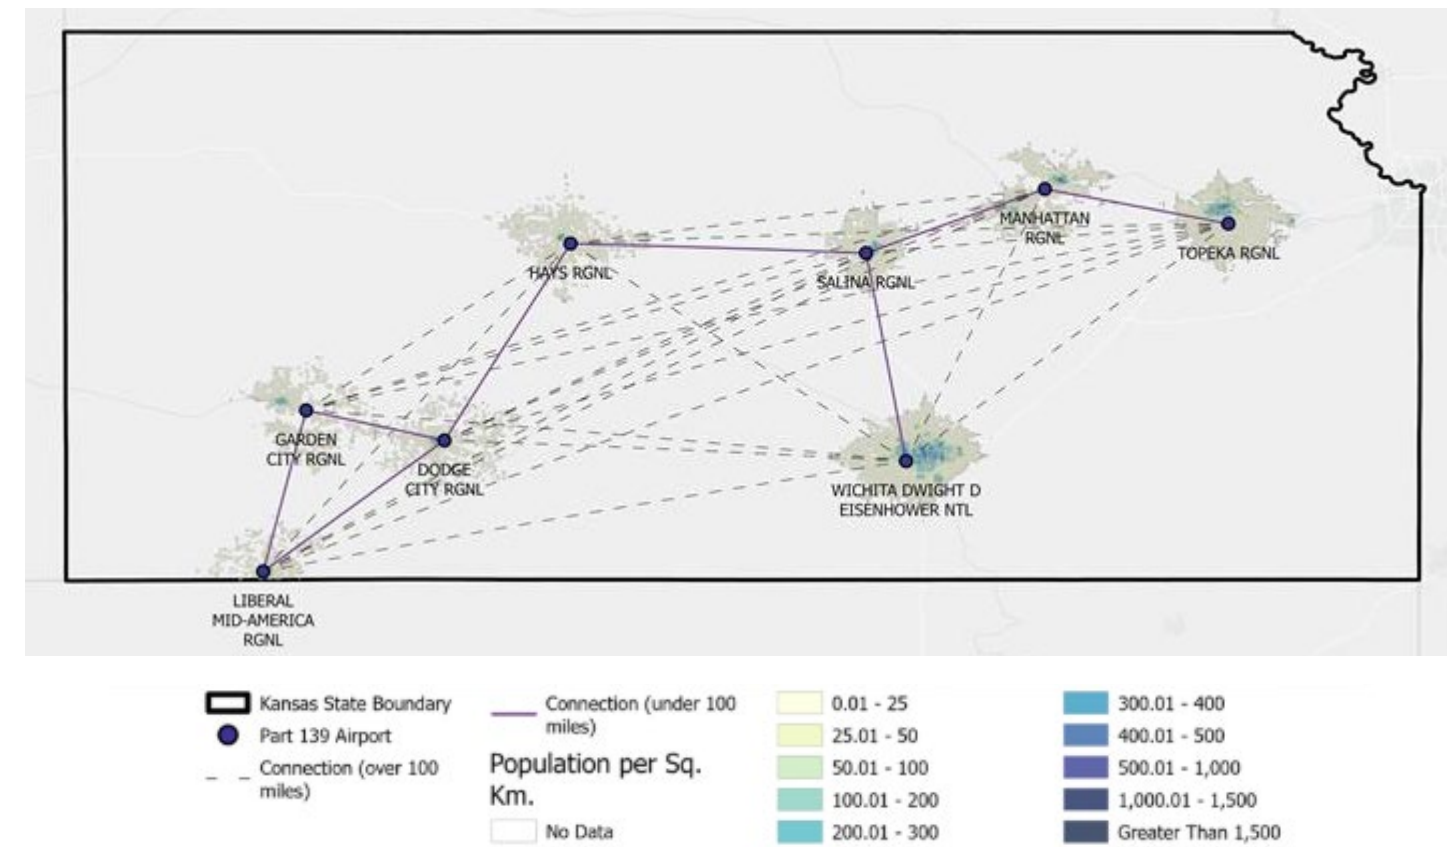 HAYS RGNL
SALINA RGNL
MANHATTAN
RGNL
TOPEKA RGNL
GARDEN
CITY RGNL
DODGE
CITY RGNL
WICHITA DWIGHT D
EISENHOWER NTL
LIBERAL
MID-AMERICA
RGNL
Kansas State Boundary
Part 139 Airport
Connection (over 100
miles)
Connection (under 100
miles)
Population per Sq.
Km.
No Data
0.01 - 25
25.01 - 50
50.01 - 100
100.01 - 200
200.01 - 300
300.01 - 400
400.01 - 500
500.01 - 1,000
1,000.01 - 1,500
Greater Than 1,500